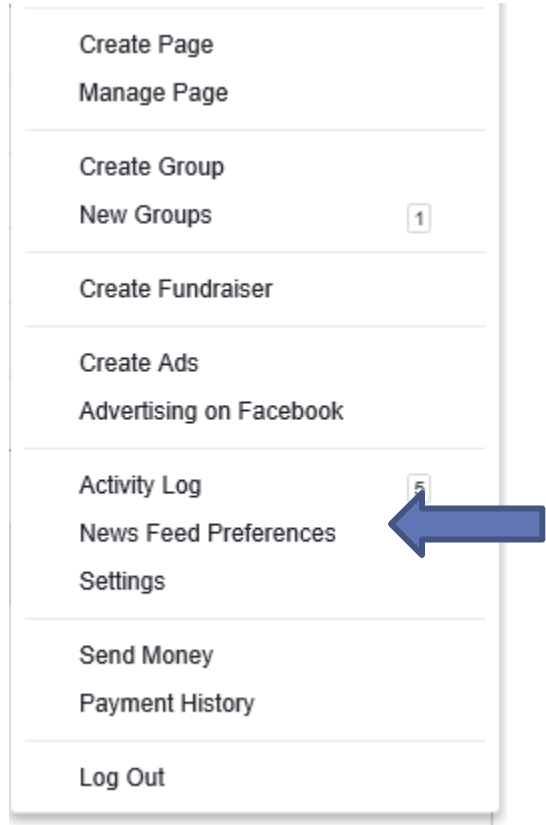 Create Page
Manage Page
Create Group
New Groups 1
Create Fundraiser
Create Ads
Advertising on Facebook
Activity Log 5
News Feed Preferences
Settings
Send Money
Payment History
Log Out